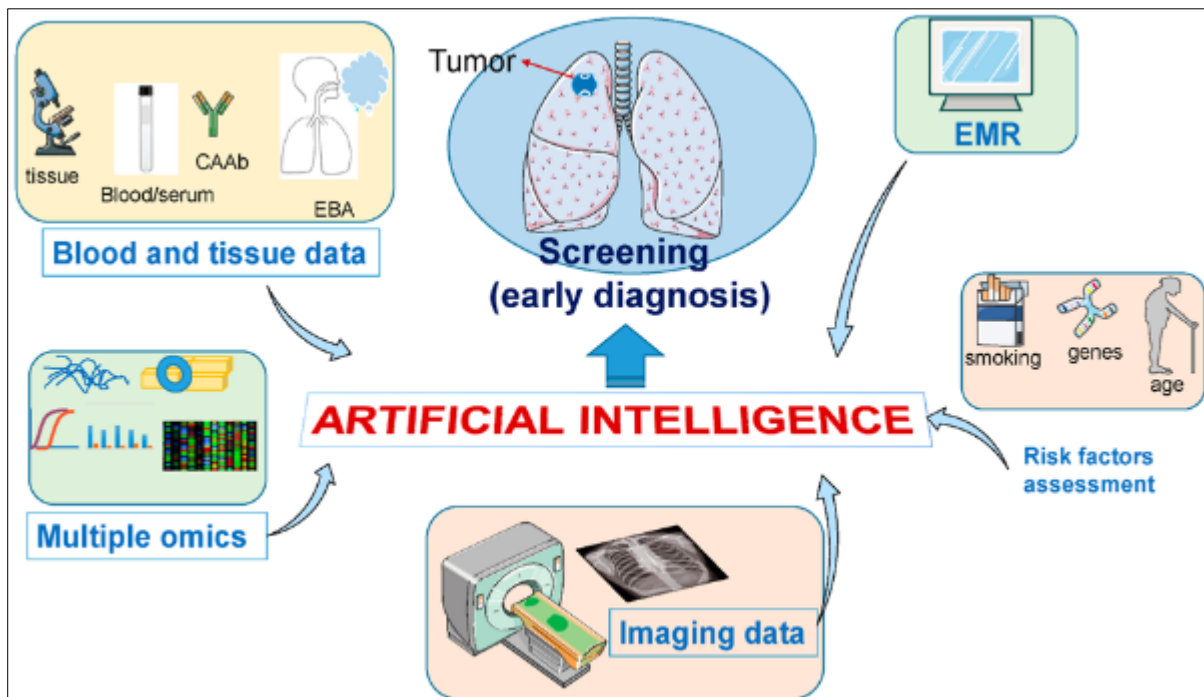 tissue
Blood/serum
CAAb
EBA
Blood and tissue data
Tumor
Screening
(early diagnosis)
EMR
smoking
genes
age
Risk factors
assessment
ARTIFICIAL INTELLIGENCE
Multiple omics
Imaging data